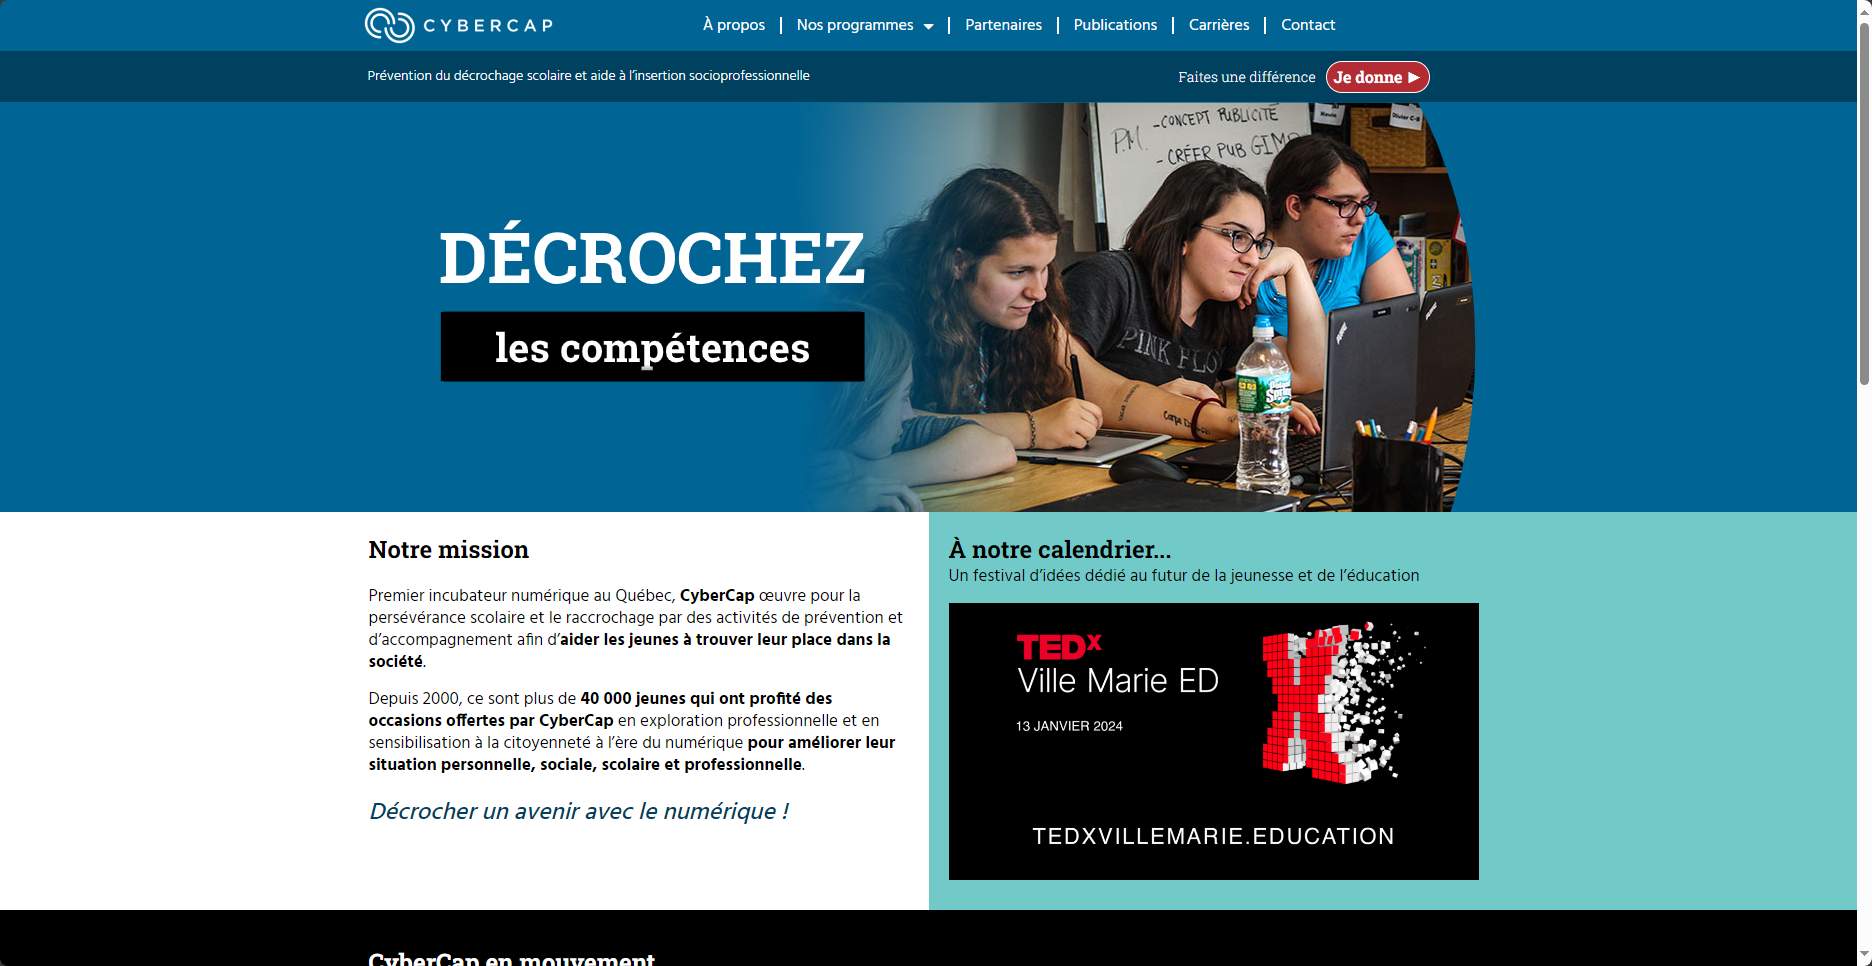 CYBERCAP
À propos
Nos programmes
Partenaires
Publications
Carrières
Contact
Prévention du décrochage scolaire et aide à l'insertion socioprofessionnelle
Faites une différence
Je donne
P.M.
-CONCEPT PUBLICITÉ
- CRÉER PUB GIMP
Kevin
Olivier C-B
DÉCROCHEZ
les compétences
PINK FLO
Poland
Spring
Notre mission
Premier incubateur numérique au Québec, CyberCap œuvre pour la
persévérance scolaire et le raccrochage par des activités de prévention et
d'accompagnement afin d'aider les jeunes à trouver leur place dans la
société.
Depuis 2000, ce sont plus de 40 000 jeunes qui ont profité des
occasions offertes par CyberCap en exploration professionnelle et en
sensibilisation à la citoyenneté à l'ère du numérique pour améliorer leur
situation personnelle, sociale, scolaire et professionnelle.
Décrocher un avenir avec le numérique !
À notre calendrier...
Un festival d'idées dédié au futur de la jeunesse et de l'éducation
TEDx
Ville Marie ED
13 JANVIER 2024
TEDXVILLEMARIE.EDUCATION
CyberCap en mouvement